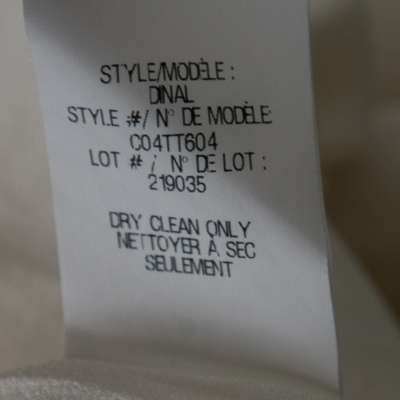 STYLE/MODÈLE :
DINAL
STYLE #/ N° DE MODÈLE
C04TT604
LOT # / N° DE LOT :
219035
DRY CLEAN ONLY
NETTOYER À SEC
SEULEMENT